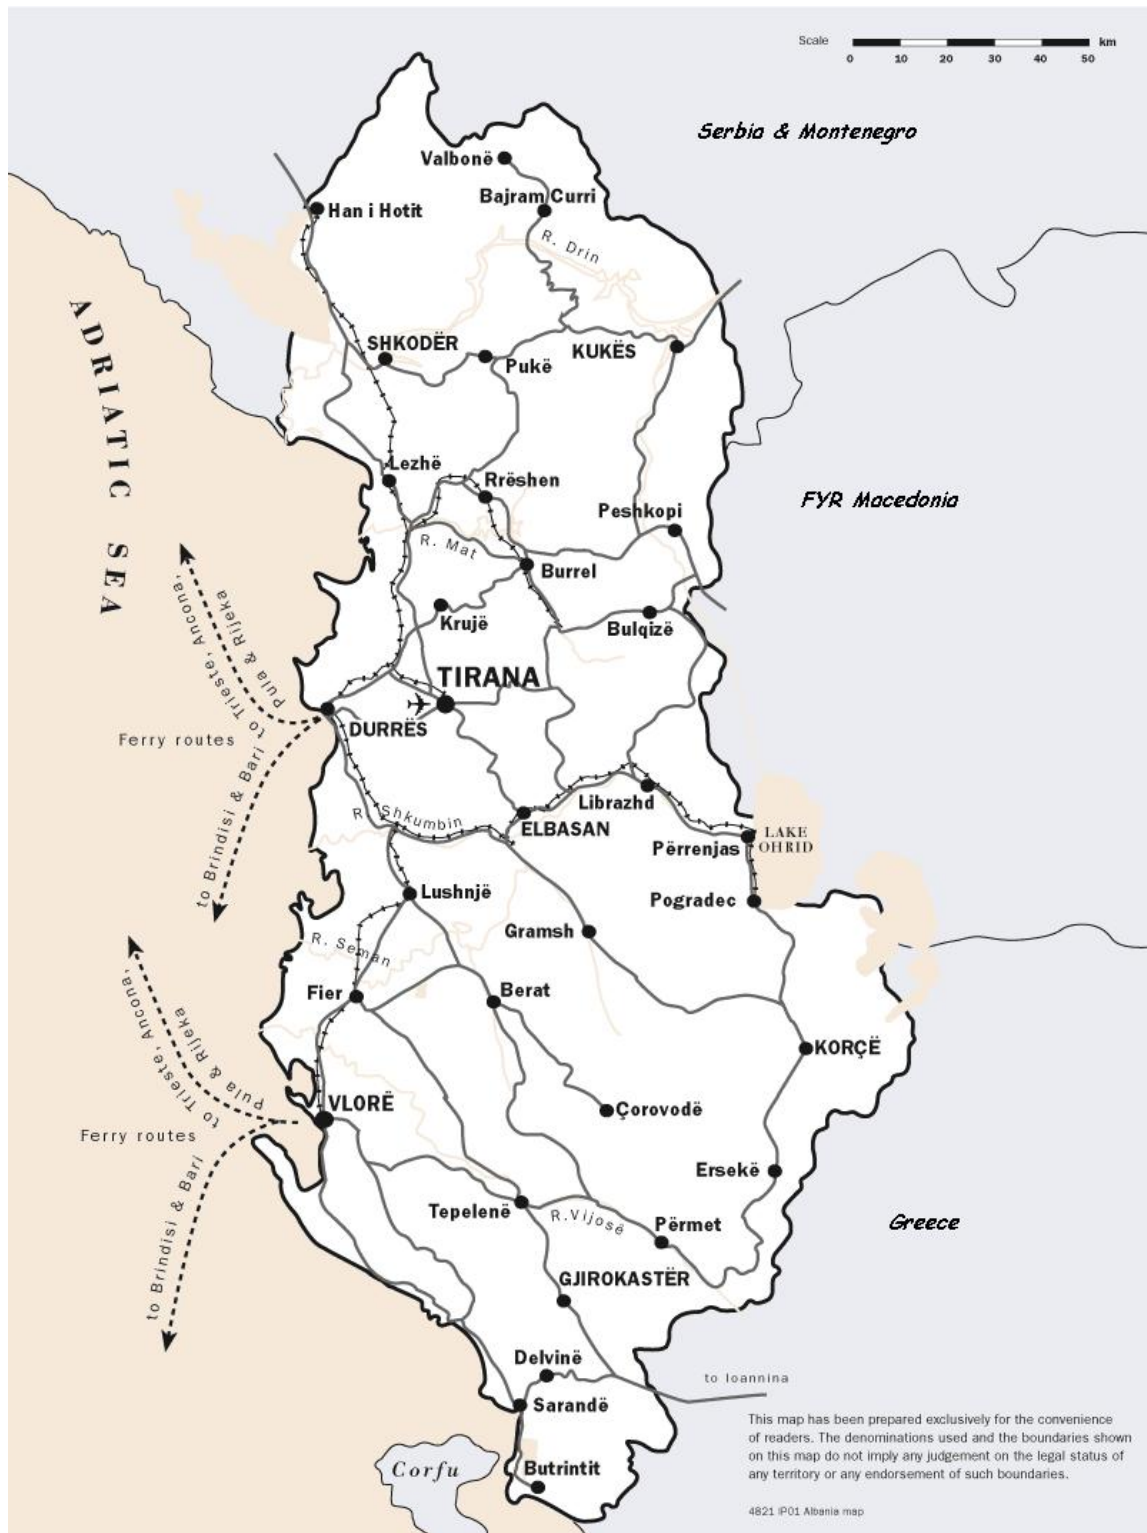 Scale
km
0 10 20 30 40 50
Serbia & Montenegro
Valbonë
Bajram Curri
Han i Hotit
R. Drin
ADRIATIC SEA
SHKODËR
Pukë
KUKËS
Lezhë
Rrëshen
FYR Macedonia
Peshkopi
R. Mat
Burrel
Krujë
Bulqizë
to Trieste, Ancona,
Pula & Rijeka
TIRANA
DURRËS
Ferry routes
to Brindisi & Bari
Librazhd
R. Shkumbin
ELBASAN
LAKE
OHRID
Përrenjas
Lushnjë
Pogradec
Gramsh
R. Seman
Fier
Berat
KORÇË
to Trieste, Ancona,
Pula & Rijeka
VLORË
Çorovodë
Ferry routes
to Brindisi & Bari
Ersekë
Tepelenë
R.Vijosë
Përmet
Greece
GJIROKASTËR
Delvinë
to Ioannina
Sarandë
This map has been prepared exclusively for the convenience
of readers. The denominations used and the boundaries shown
on this map do not imply any judgement on the legal status of
any territory or any endorsement of such boundaries.
Corfu
Butrintit
4821 IP01 Albania map